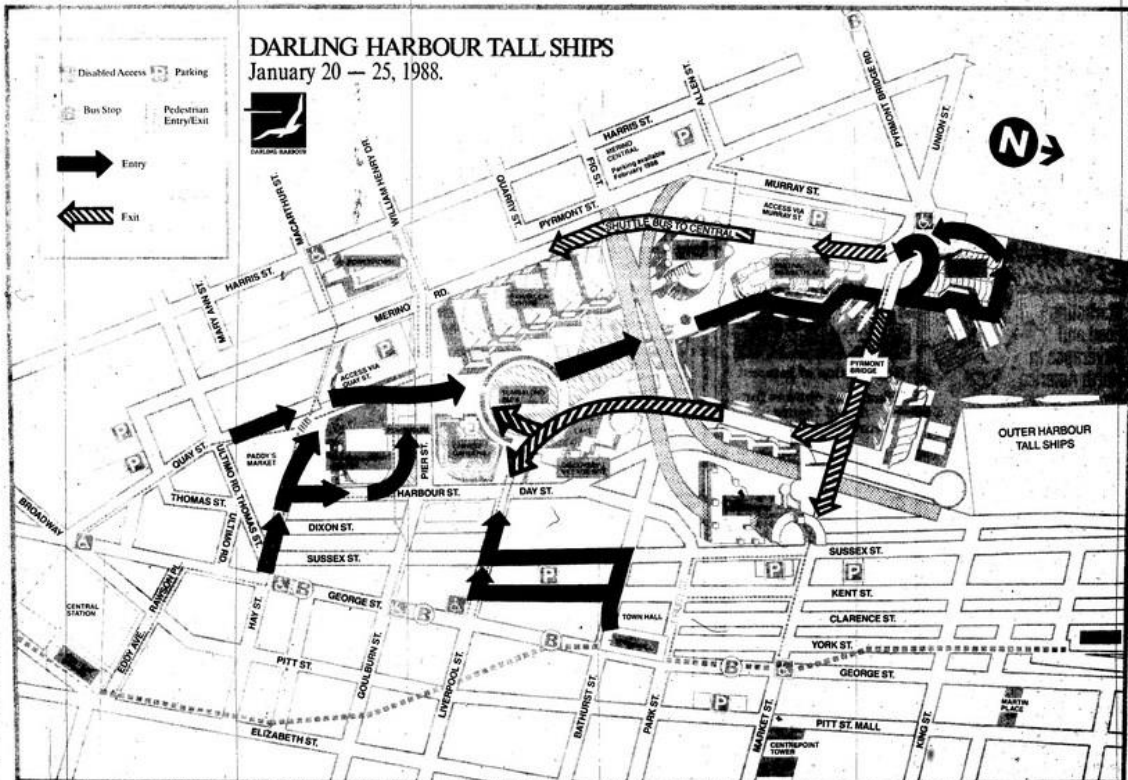 DARLING HARBOUR TALL SHIPS
January 20 — 25, 1988.
Disabled Access
Parking
Bus Stop
Pedestrian
Entry/Exit
Entry
Exit
DARLING HARBOUR
N
MACARTHUR ST.
WILLIAM HENRY DR.
PYRMONT ST.
FIG ST.
HARRIS ST.
MERINO
CENTRAL
Parking available
February 1988
P
ALLEN ST.
PYRMONT BRIDGE RD.
B
UNION ST.
MURRAY ST.
ACCESS VIA
MURRAY ST.
P
SHUTTLE BUS TO CENTRAL
MARY ANN ST.
HARRIS ST.
MERINO RD.
POWERHOUSE
P
ACCESS VIA
QUAY ST.
TUMBALONG
PARK
PYRMONT
BRIDGE
OUTER HARBOUR
TALL SHIPS
P
P
QUAY ST.
PADDY'S
MARKET
PIER ST.
ULTIMO RD.
THOMAS ST.
THOMAS ST.
ULTIMO RD.
HARBOUR ST.
DAY ST.
BROADWAY
DIXON ST.
SUSSEX ST.
SUSSEX ST.
P
P
P
KENT ST.
CLARENCE ST.
YORK ST.
GEORGE ST.
CENTRAL
STATION
RAWSON PL.
EDDY AVE.
HAY ST.
B
GEORGE ST.
B
B
TOWN HALL
B
PITT ST.
GOULBURN ST.
LIVERPOOL ST.
BATHURST ST.
PARK ST.
P
MARKET ST.
PITT ST. MALL
KING ST.
MARTIN
PLACE
ELIZABETH ST.
CENTREPOINT
TOWER